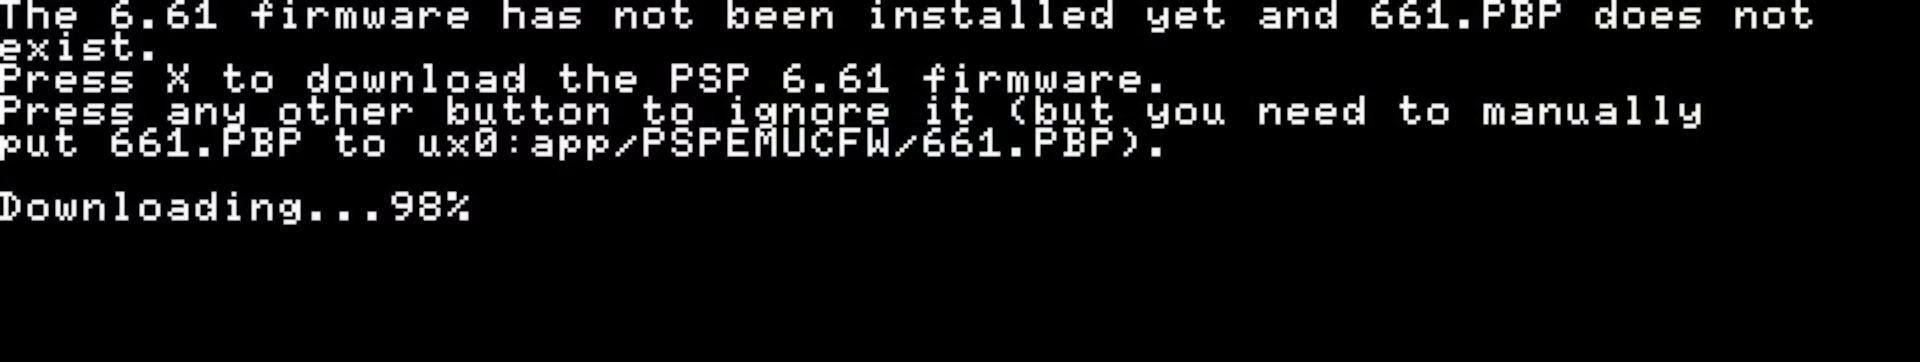 The 6.61 firmware has not been installed yet and 661.PBP does not
exist.
Press X to download the PSP 6.61 firmware.
Press any other button to ignore it (but you need to manually
put 661.PBP to ux0:app/PSPEMUCFW/661.PBP).
Downloading...98%